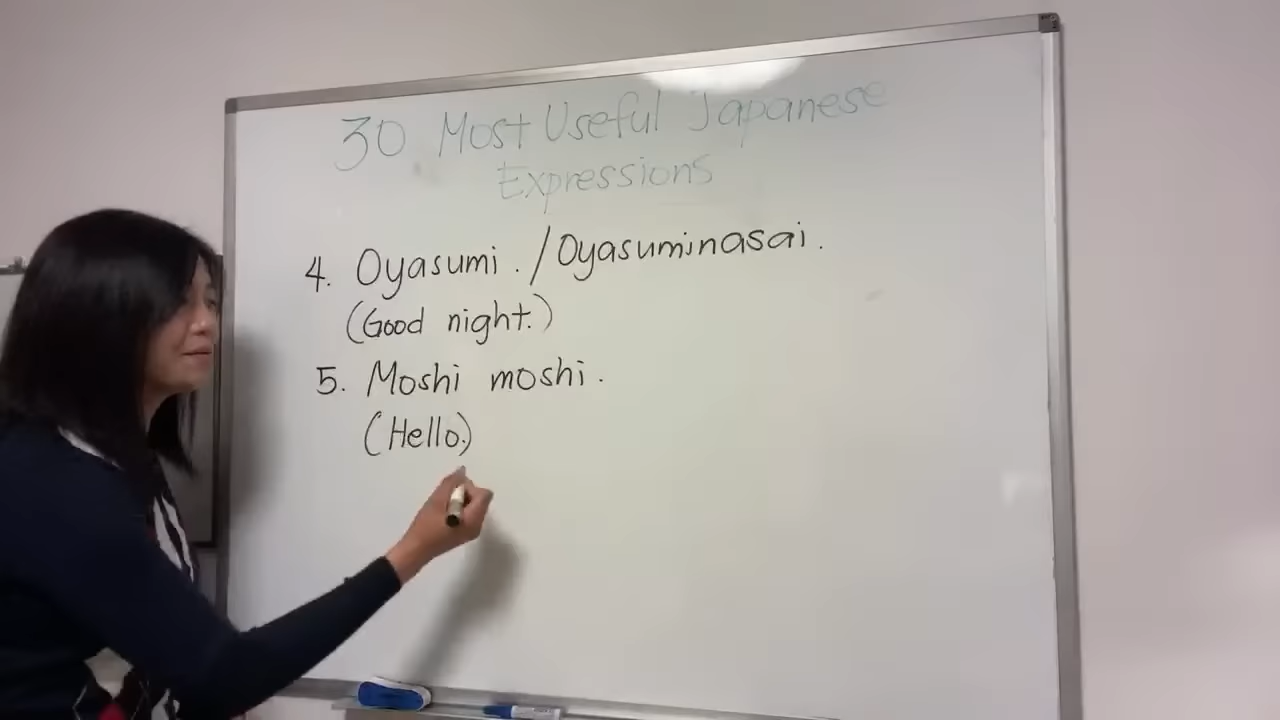 30 Most Useful Japanese
Expressions
4. Oyasumi. / Oyasuminasai.
(Good night.)
5. Moshi moshi.
(Hello.)